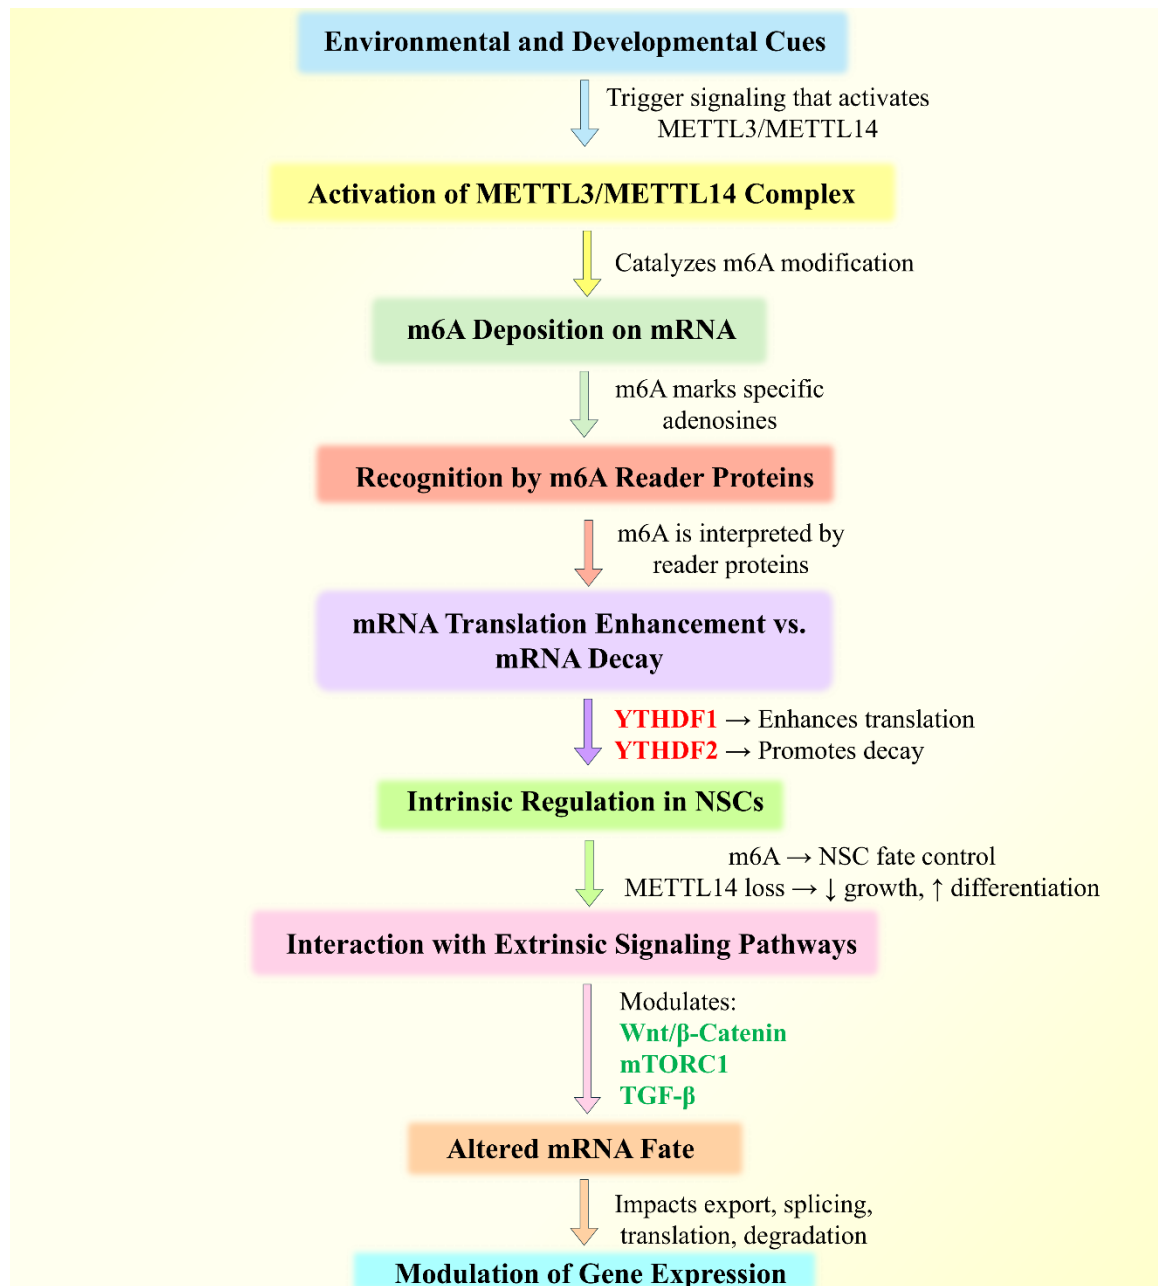 Environmental and Developmental Cues
Trigger signaling that activates
METTL3/METTL14
Activation of METTL3/METTL14 Complex
Catalyzes m6A modification
m6A Deposition on mRNA
m6A marks specific
adenosines
Recognition by m6A Reader Proteins
m6A is interpreted by
reader proteins
mRNA Translation Enhancement vs.
mRNA Decay
YTHDF1 → Enhances translation
YTHDF2 → Promotes decay
Intrinsic Regulation in NSCs
m6A → NSC fate control
METTL14 loss → ↓ growth, ↑ differentiation
Interaction with Extrinsic Signaling Pathways
Modulates:
Wnt/β-Catenin
mTORC1
TGF-β
Altered mRNA Fate
Impacts export, splicing,
translation, degradation
Modulation of Gene Expression